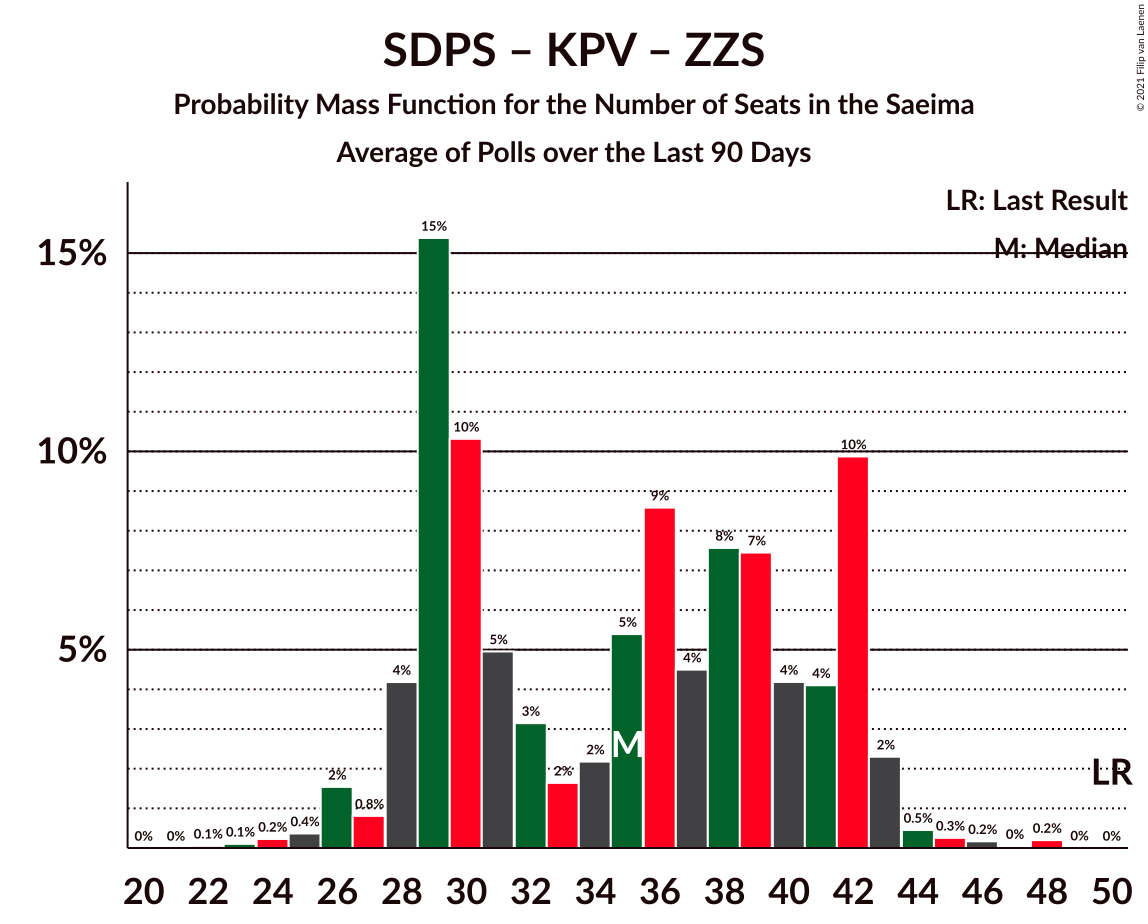 SDPS – KPV – ZZS
Probability Mass Function for the Number of Seats in the Saeima
Average of Polls over the Last 90 Days
© 2021 Filip van Laenen
LR: Last Result
M: Median
15%
10%
5%
0% 0% 0.1% 0.1% 0.2% 0.4% 2% 0.8% 4% 15% 10% 5% 3% 2% 2% 5% 9% 4% 8% 7% 4% 4% 10% 2% 0.5% 0.3% 0.2% 0% 0.2% 0% 0%
M
LR
20 22 24 26 28 30 32 34 36 38 40 42 44 46 48 50